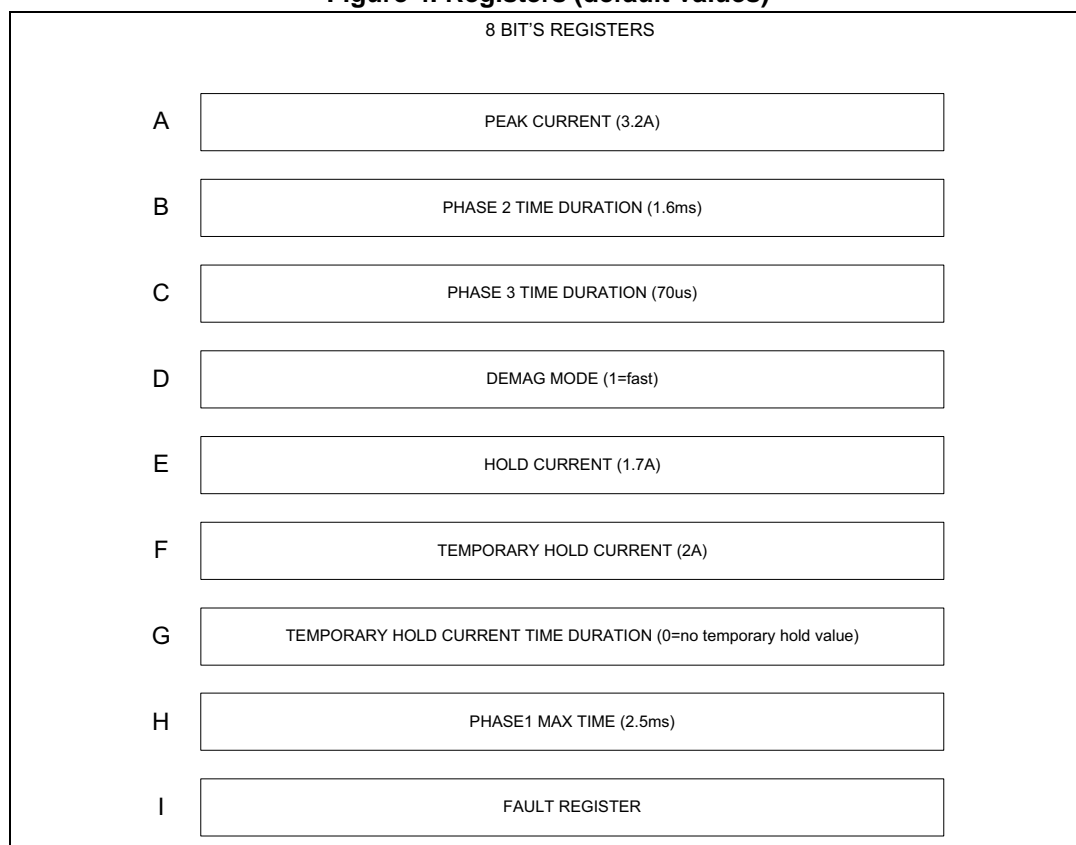 Figure 4. Registers (default values)
8 BIT'S REGISTERS
A PEAK CURRENT (3.2A)
B PHASE 2 TIME DURATION (1.6ms)
C PHASE 3 TIME DURATION (70us)
D DEMAG MODE (1=fast)
E HOLD CURRENT (1.7A)
F TEMPORARY HOLD CURRENT (2A)
G TEMPORARY HOLD CURRENT TIME DURATION (0=no temporary hold value)
H PHASE1 MAX TIME (2.5ms)
I FAULT REGISTER